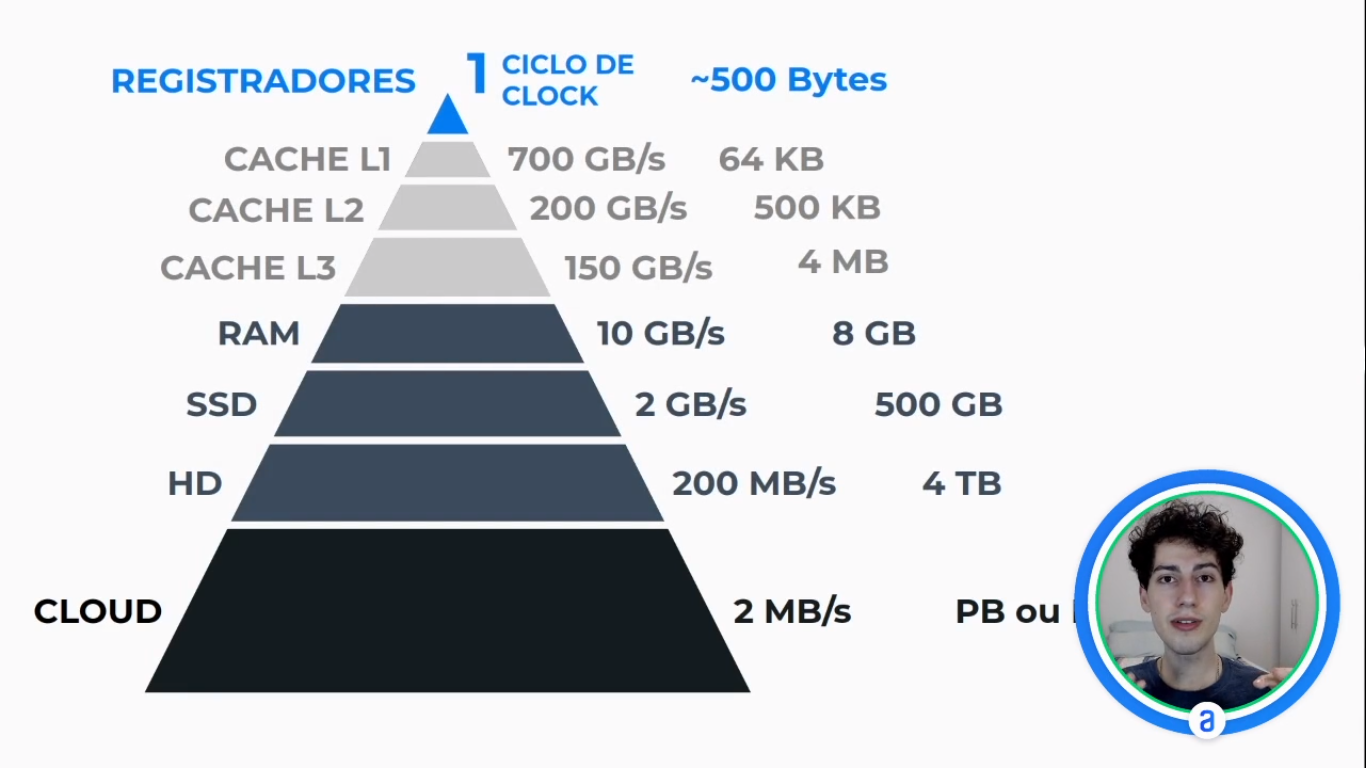 REGISTRADORES 1 CICLO DE CLOCK ~500 Bytes
CACHE L1 700 GB/s 64 KB
CACHE L2 200 GB/s 500 KB
CACHE L3 150 GB/s 4 MB
RAM 10 GB/s 8 GB
SSD 2 GB/s 500 GB
HD 200 MB/s 4 TB
CLOUD 2 MB/s PB ou
a